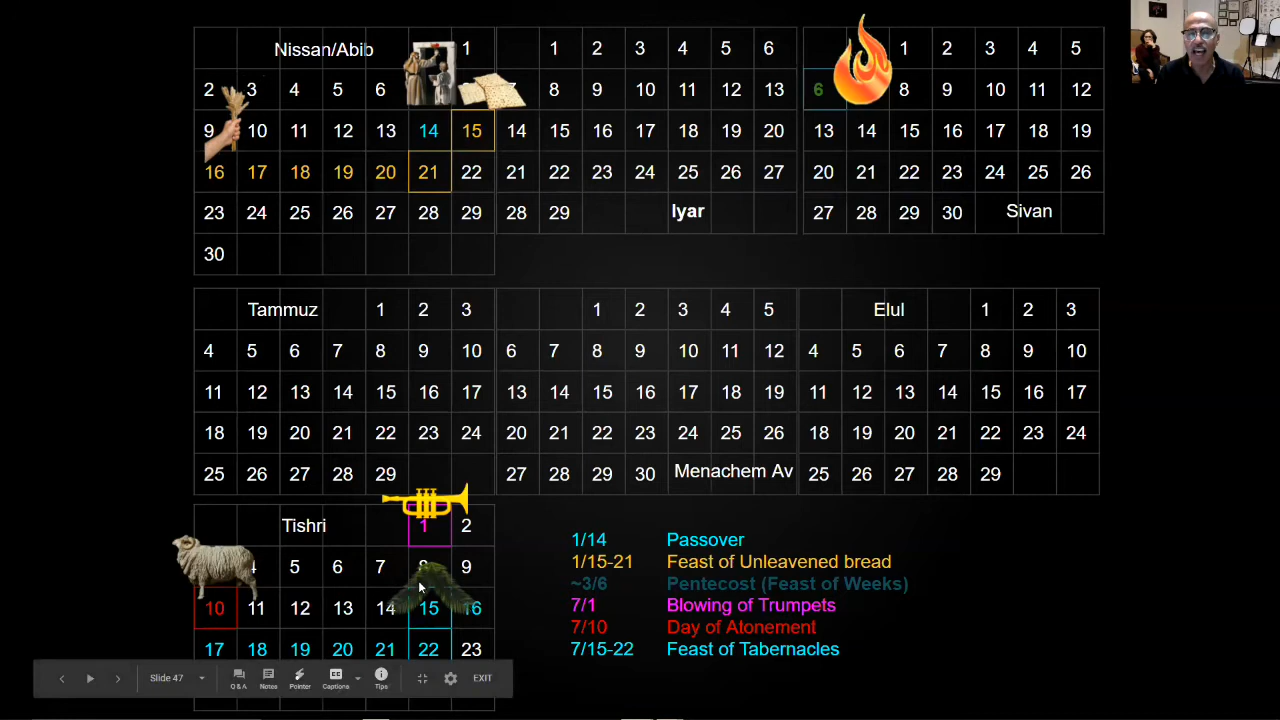 Nissan/Abib 1
2 3 4 5 6
9 10 11 12 13 14 15
16 17 18 19 20 21 22
23 24 25 26 27 28 29
30
1 2 3 4 5 6
8 9 10 11 12 13
14 15 16 17 18 19 20
21 22 23 24 25 26 27
28 29 Iyar
1 2 3 4 5
6 8 9 10 11 12
13 14 15 16 17 18 19
20 21 22 23 24 25 26
27 28 29 30 Sivan
Tammuz 1 2 3
4 5 6 7 8 9 10
11 12 13 14 15 16 17
18 19 20 21 22 23 24
25 26 27 28 29
1 2 3 4 5
6 7 8 9 10 11 12
13 14 15 16 17 18 19
20 21 22 23 24 25 26
27 28 29 30 Menachem Av
Elul 1 2 3
4 5 6 7 8 9 10
11 12 13 14 15 16 17
18 19 20 21 22 23 24
25 26 27 28 29
Tishri 1 2
4 5 6 7 8 9
10 11 12 13 14 15 16
17 18 19 20 21 22 23
1/14 Passover
1/15-21 Feast of Unleavened bread
~3/6 Pentecost (Feast of Weeks)
7/1 Blowing of Trumpets
7/10 Day of Atonement
7/15-22 Feast of Tabernacles
Slide 47 Q & A Notes Pointer CC Captions Tips EXIT